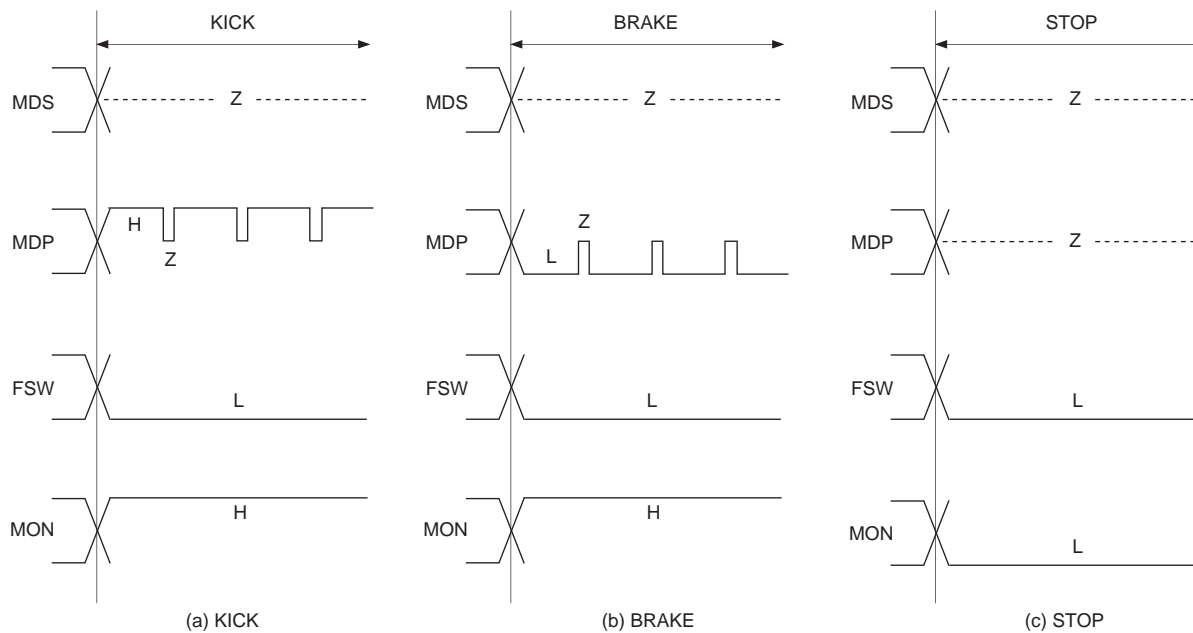 KICK
BRAKE
STOP
MDS
Z
MDS
Z
MDS
Z
MDP
H
Z
MDP
L
Z
MDP
Z
FSW
L
FSW
L
FSW
L
MON
H
MON
H
MON
L
(a) KICK
(b) BRAKE
(c) STOP